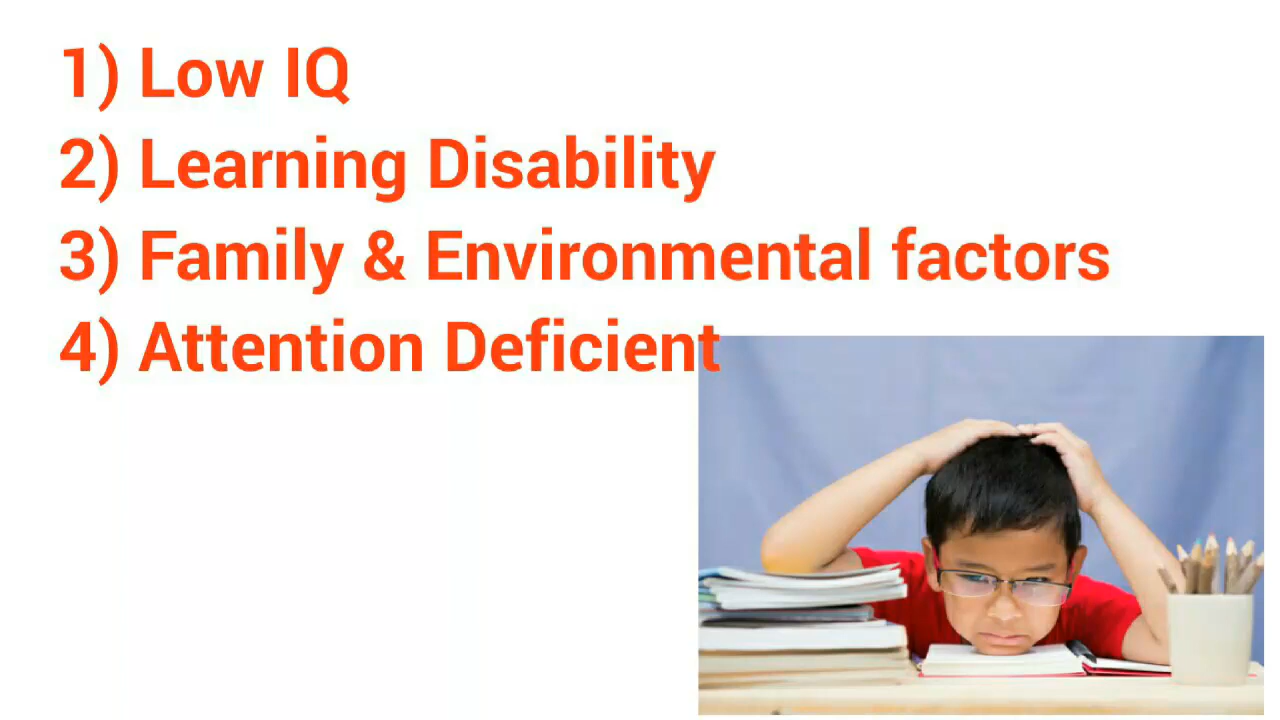 1) Low IQ
2) Learning Disability
3) Family & Environmental factors
4) Attention Deficient